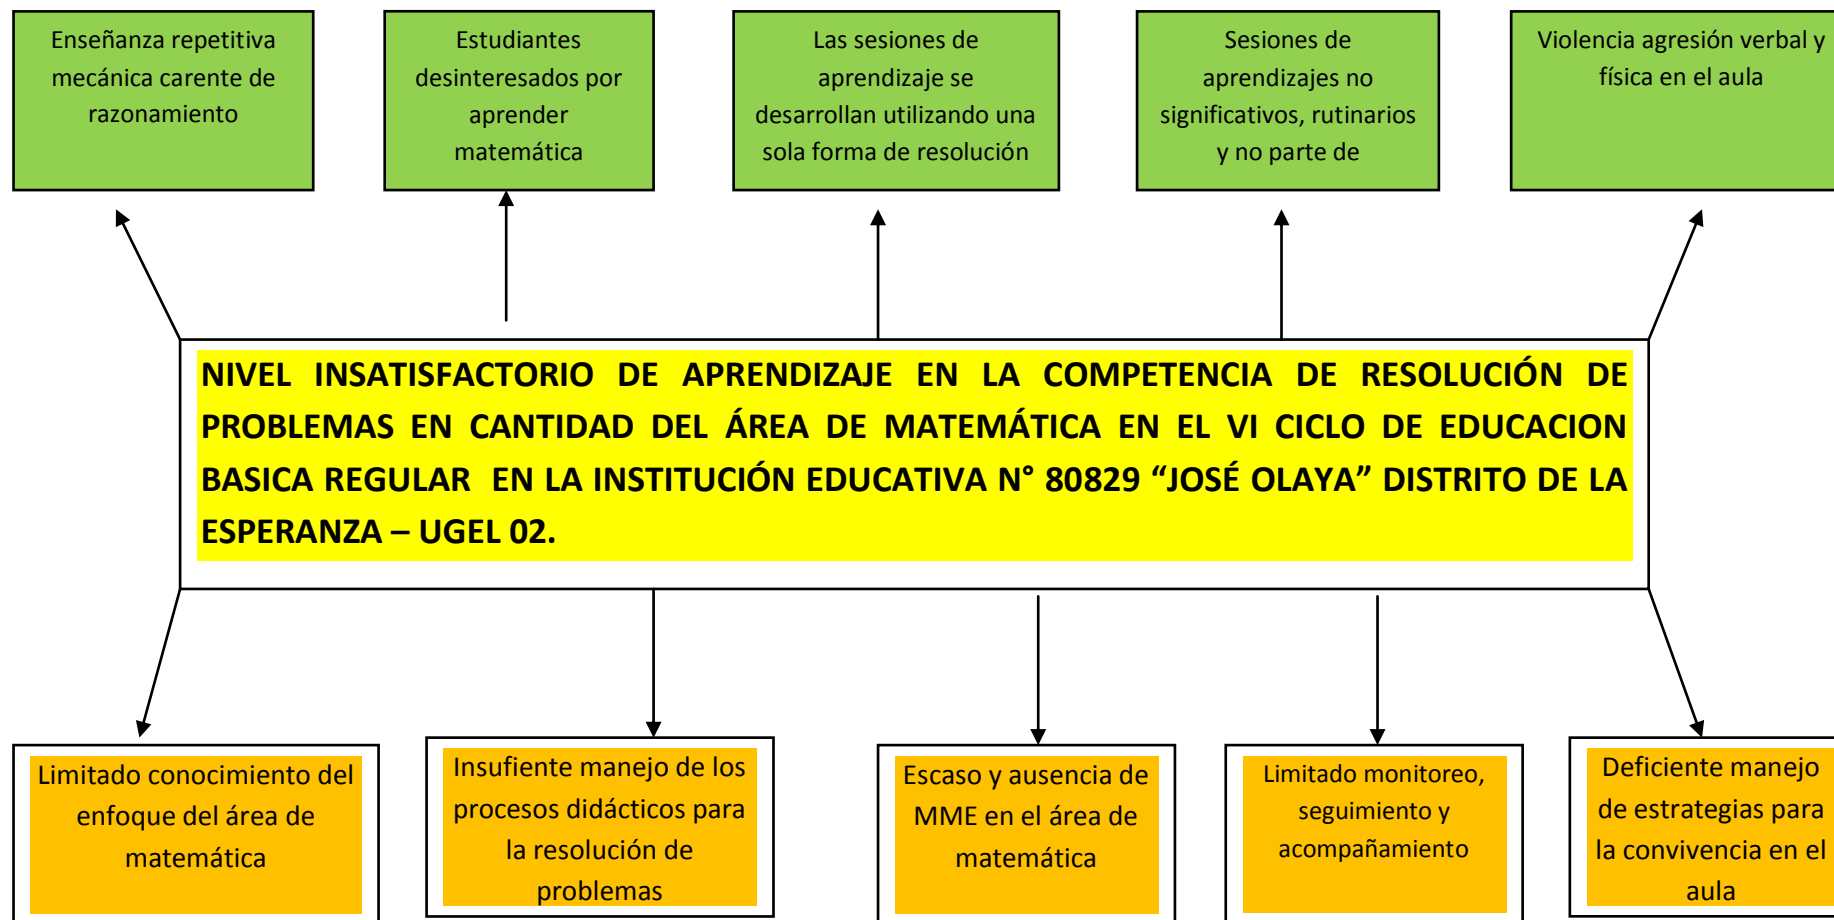 Enseñanza repetitiva
mecánica carente de
razonamiento
Estudiantes
desinteresados por
aprender
matemática
Las sesiones de
aprendizaje se
desarrollan utilizando una
sola forma de resolución
Sesiones de
aprendizajes no
significativos, rutinarios
y no parte de
Violencia agresión verbal y
física en el aula
NIVEL INSATISFACTORIO DE APRENDIZAJE EN LA COMPETENCIA DE RESOLUCIÓN DE
PROBLEMAS EN CANTIDAD DEL ÁREA DE MATEMÁTICA EN EL VI CICLO DE EDUCACION
BASICA REGULAR EN LA INSTITUCIÓN EDUCATIVA N° 80829 “JOSÉ OLAYA” DISTRITO DE LA
ESPERANZA – UGEL 02.
Limitado conocimiento del
enfoque del área de
matemática
Insufiente manejo de los
procesos didácticos para
la resolución de
problemas
Escaso y ausencia de
MME en el área de
matemática
Limitado monitoreo,
seguimiento y
acompañamiento
Deficiente manejo
de estrategias para
la convivencia en el
aula